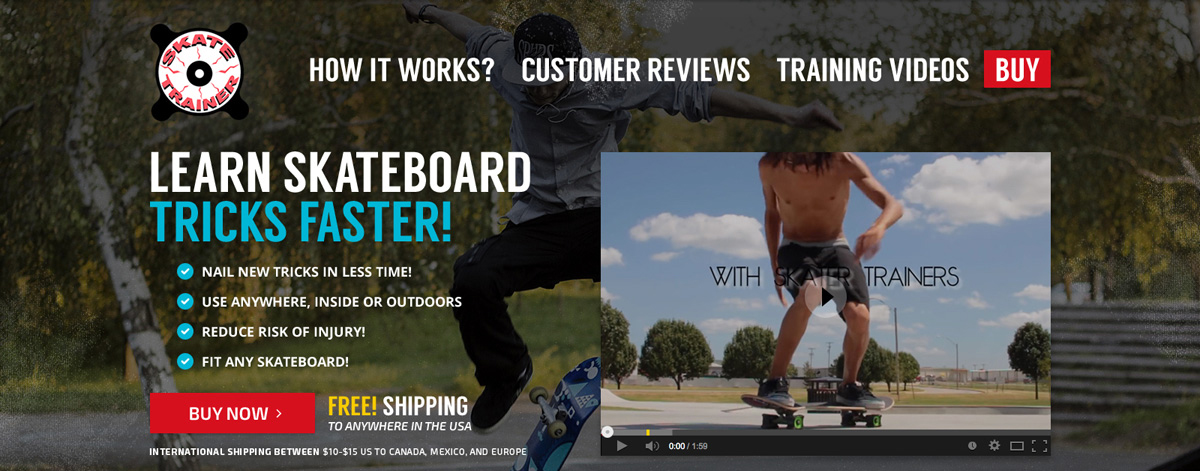 SKATE
TRAINER
HOW IT WORKS? CUSTOMER REVIEWS TRAINING VIDEOS BUY
LEARN SKATEBOARD
TRICKS FASTER!
NAIL NEW TRICKS IN LESS TIME!
USE ANYWHERE, INSIDE OR OUTDOORS
REDUCE RISK OF INJURY!
FIT ANY SKATEBOARD!
BUY NOW >
FREE! SHIPPING
TO ANYWHERE IN THE USA
INTERNATIONAL SHIPPING BETWEEN $10-$15 US TO CANADA, MEXICO, AND EUROPE
WITH SKATER TRAINERS
0:00 / 1:59